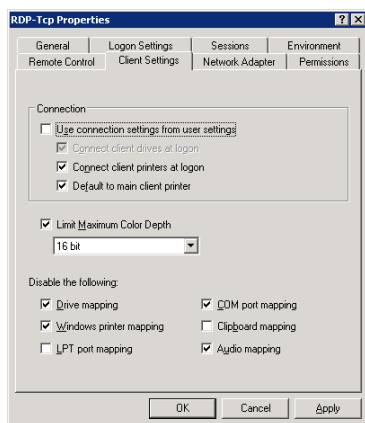 RDP-Tcp Properties
General Logon Settings Sessions Environment
Remote Control Client Settings Network Adapter Permissions
Connection
Use connection settings from user settings
Connect client drives at logon
Connect client printers at logon
Default to main client printer
Limit Maximum Color Depth
16 bit
Disable the following:
Drive mapping COM port mapping
Windows printer mapping Clipboard mapping
LPT port mapping Audio mapping
OK Cancel Apply